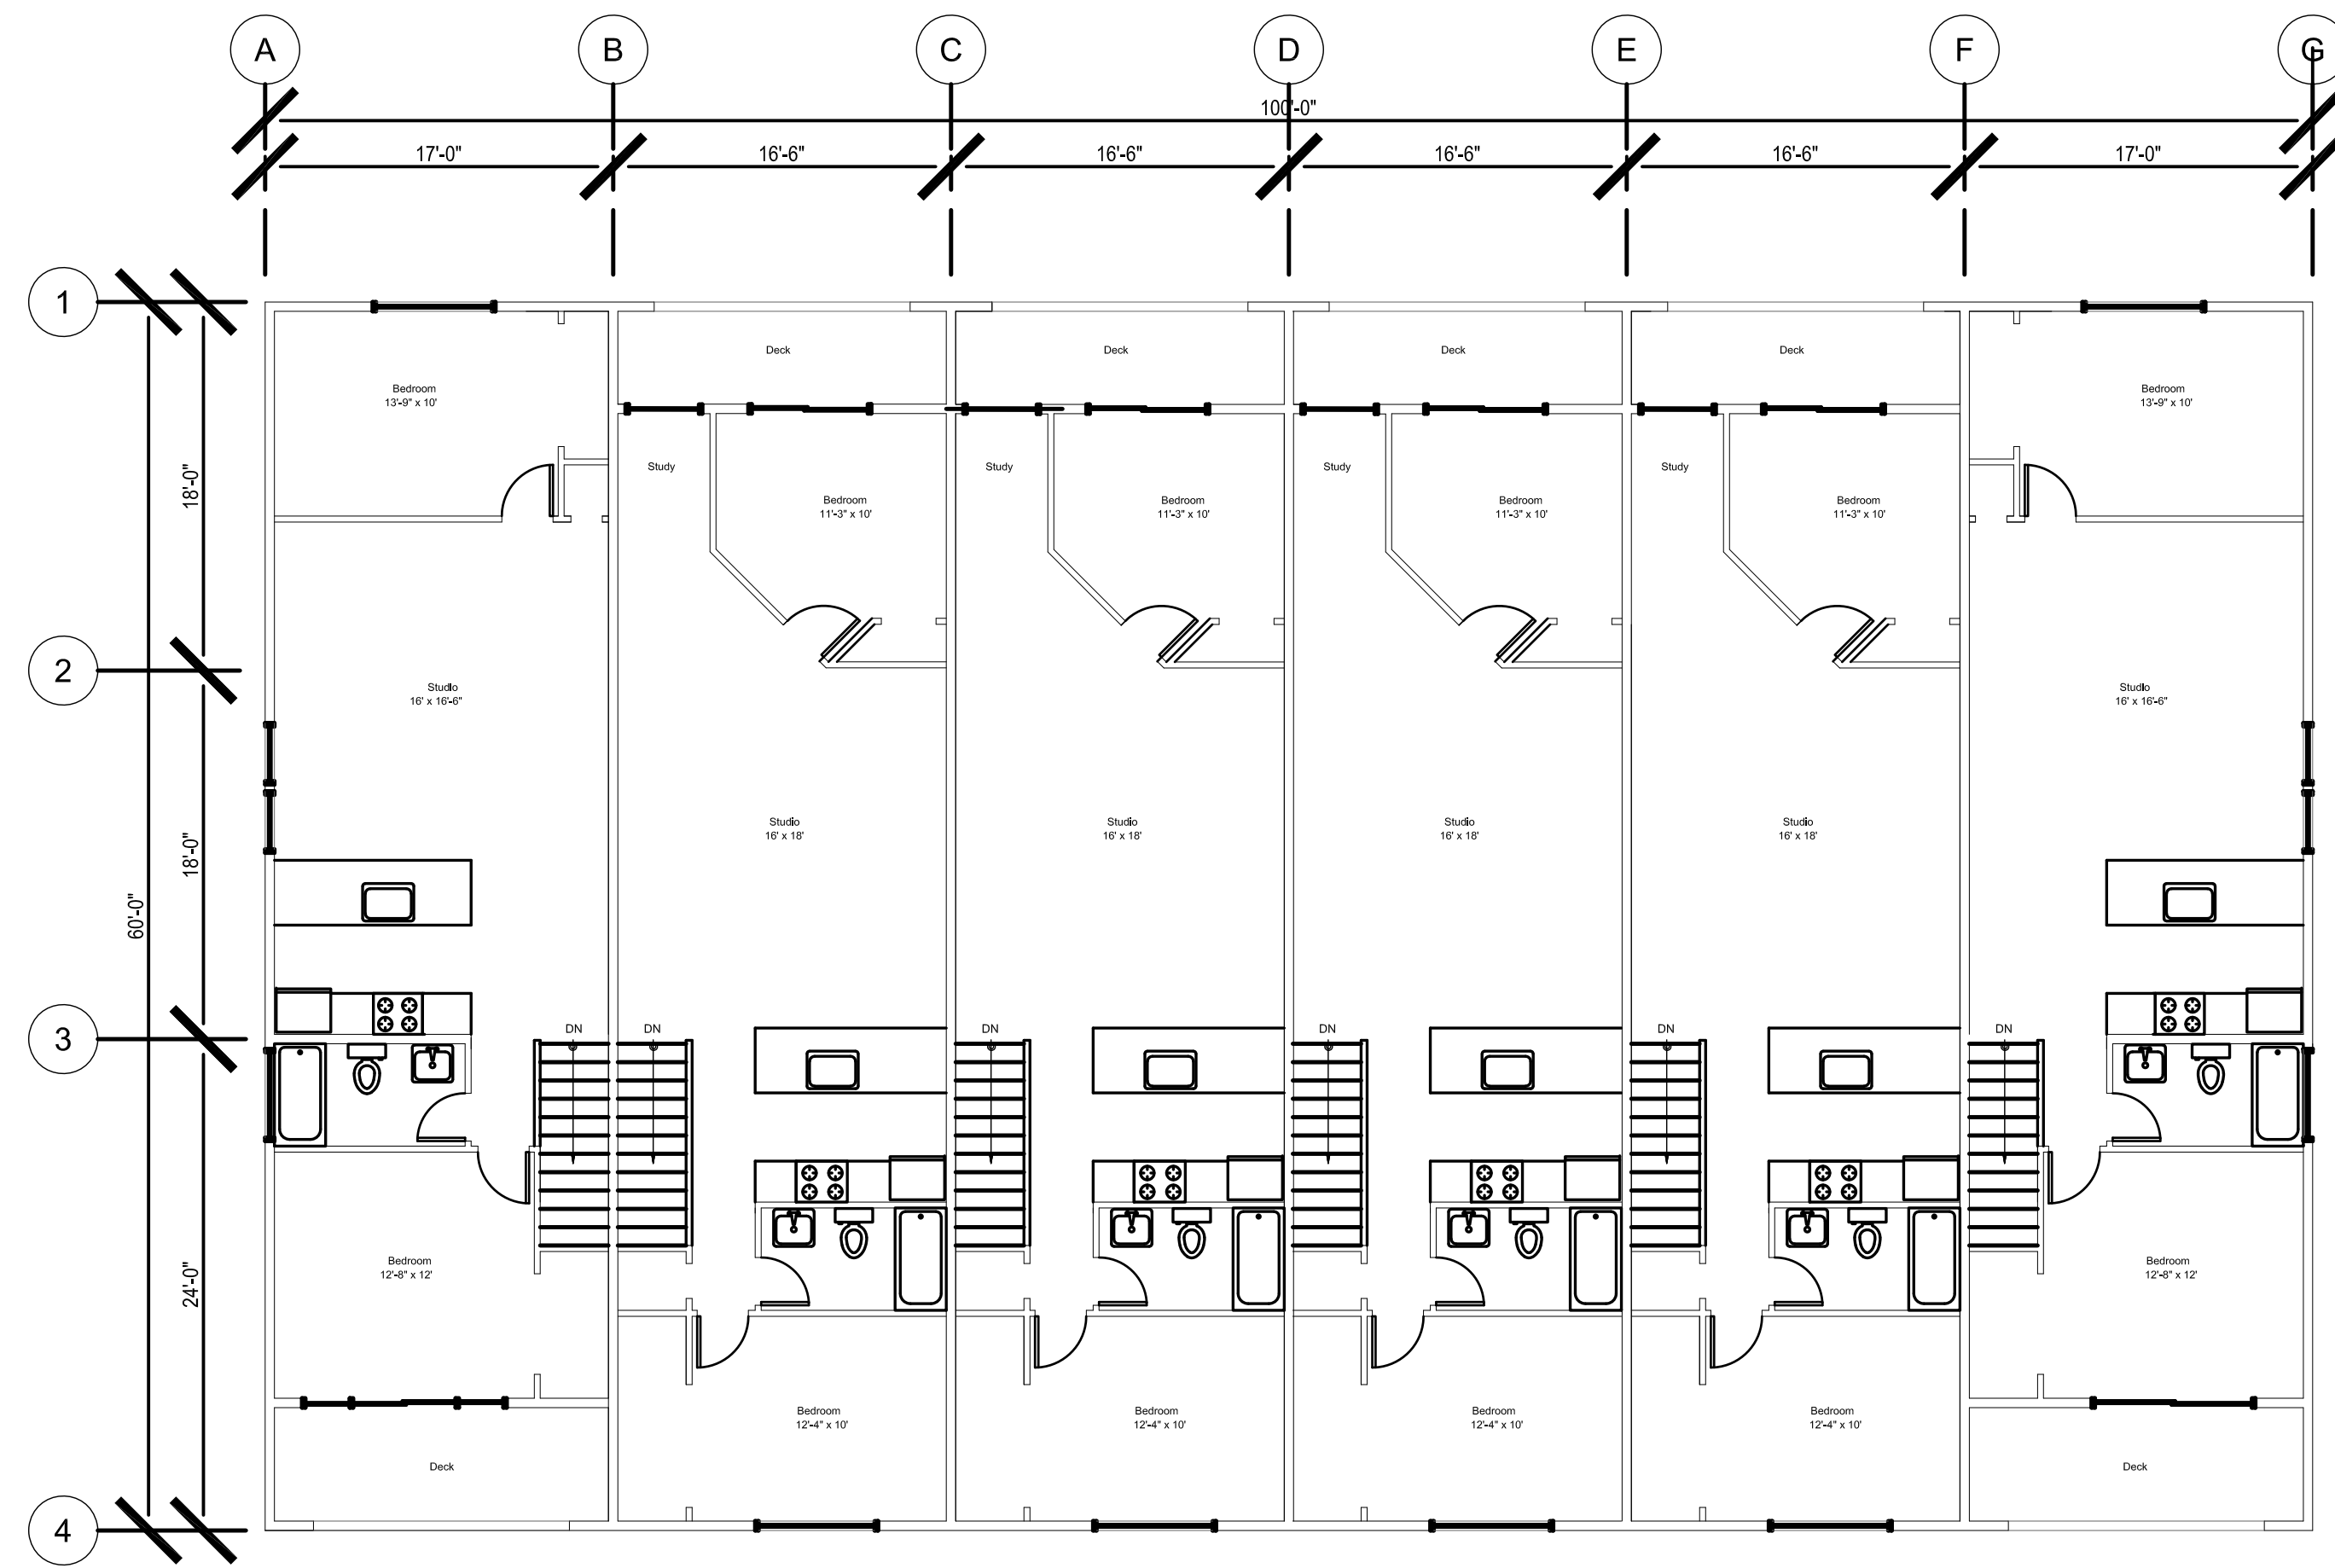 A
B
C
D
E
F
G
100'-0"
17'-0"
16'-6"
16'-6"
16'-6"
16'-6"
17'-0"
1
2
3
4
60'-0"
18'-0"
18'-0"
24'-0"
Deck
Deck
Deck
Deck
Bedroom
13'-9" x 10'
Bedroom
13'-9" x 10'
Study
Study
Study
Study
Bedroom
11'-3" x 10'
Bedroom
11'-3" x 10'
Bedroom
11'-3" x 10'
Bedroom
11'-3" x 10'
Studio
16' x 16'-6"
Studio
16' x 16'-6"
Studio
16' x 18'
Studio
16' x 18'
Studio
16' x 18'
Studio
16' x 18'
DN
DN
DN
DN
DN
DN
Bedroom
12'-8" x 12'
Bedroom
12'-8" x 12'
Bedroom
12'-4" x 10'
Bedroom
12'-4" x 10'
Bedroom
12'-4" x 10'
Bedroom
12'-4" x 10'
Deck
Deck